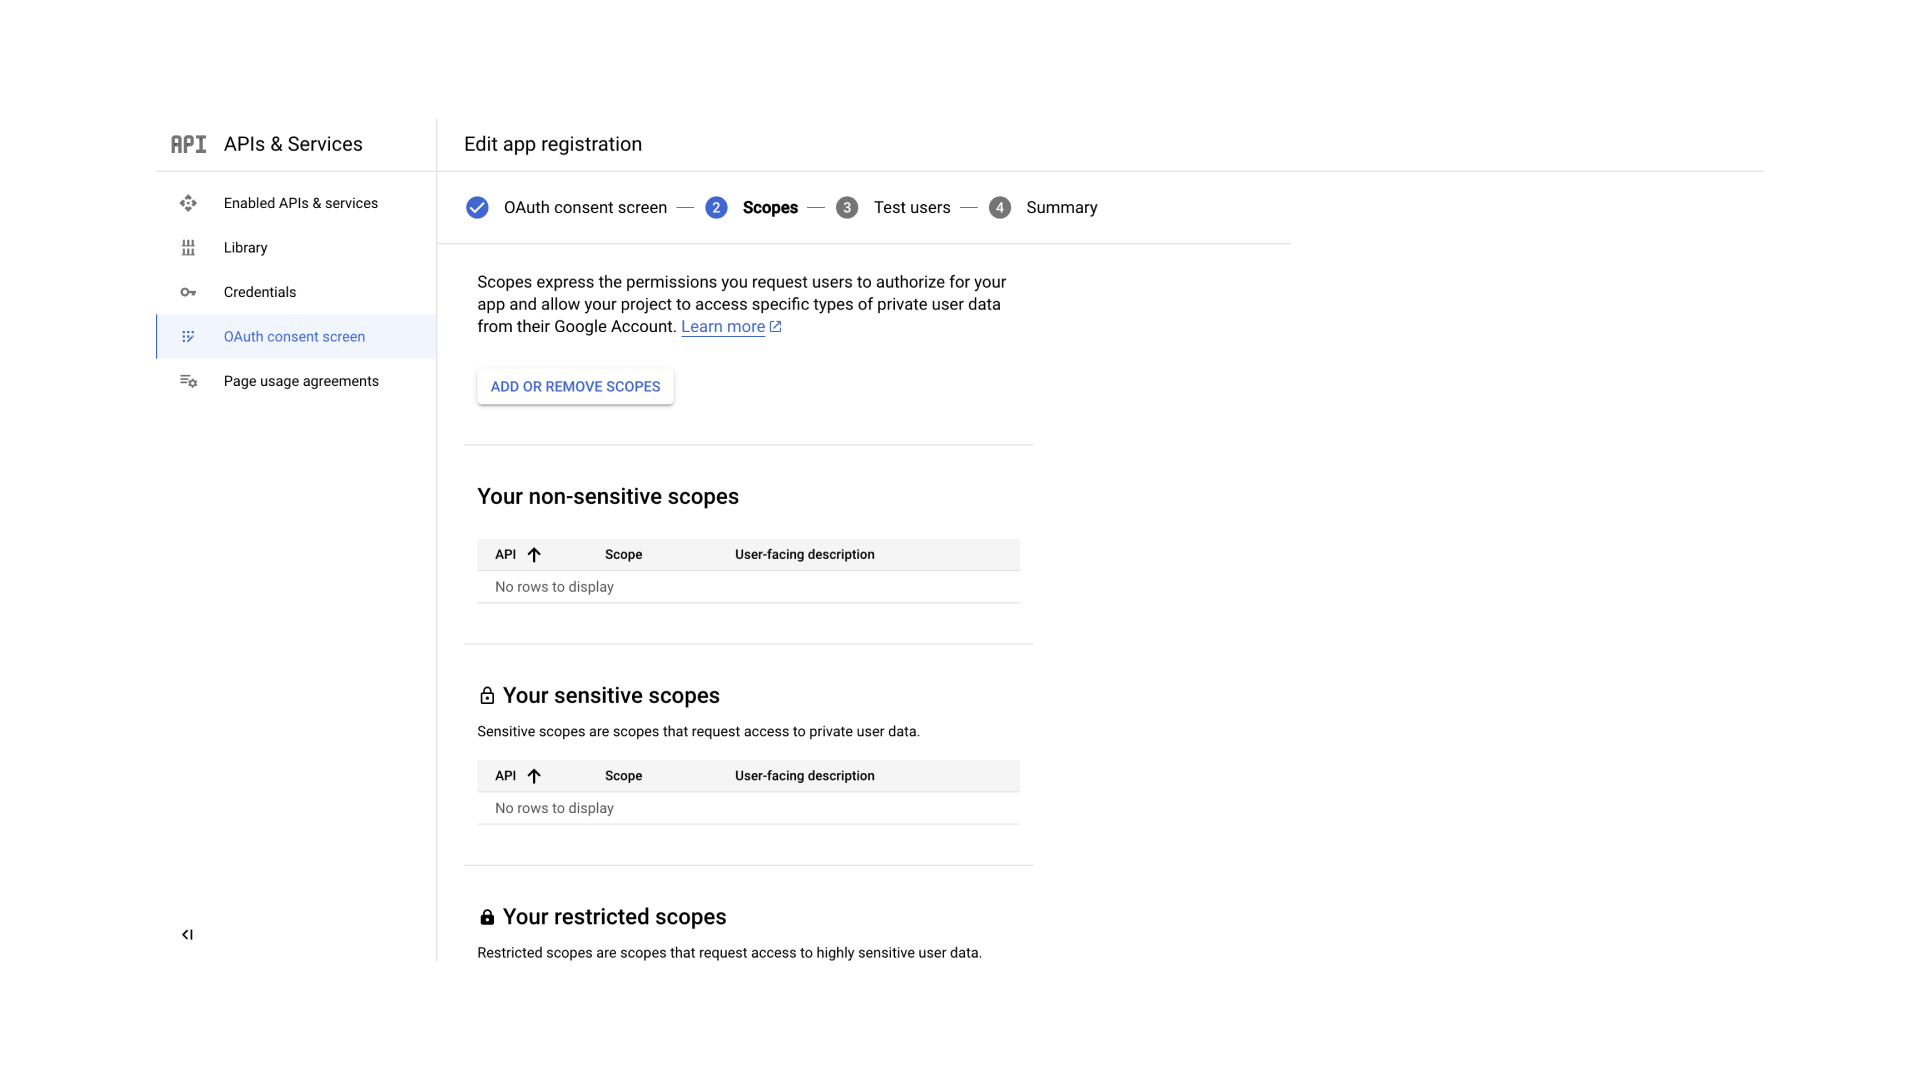 API APIs & Services
Enabled APIs & services
Library
Credentials
OAuth consent screen
Page usage agreements
Edit app registration
OAuth consent screen — 2 Scopes — 3 Test users — 4 Summary
Scopes express the permissions you request users to authorize for your
app and allow your project to access specific types of private user data
from their Google Account. Learn more
ADD OR REMOVE SCOPES
Your non-sensitive scopes
API Scope User-facing description
No rows to display
Your sensitive scopes
Sensitive scopes are scopes that request access to private user data.
API Scope User-facing description
No rows to display
Your restricted scopes
Restricted scopes are scopes that request access to highly sensitive user data.